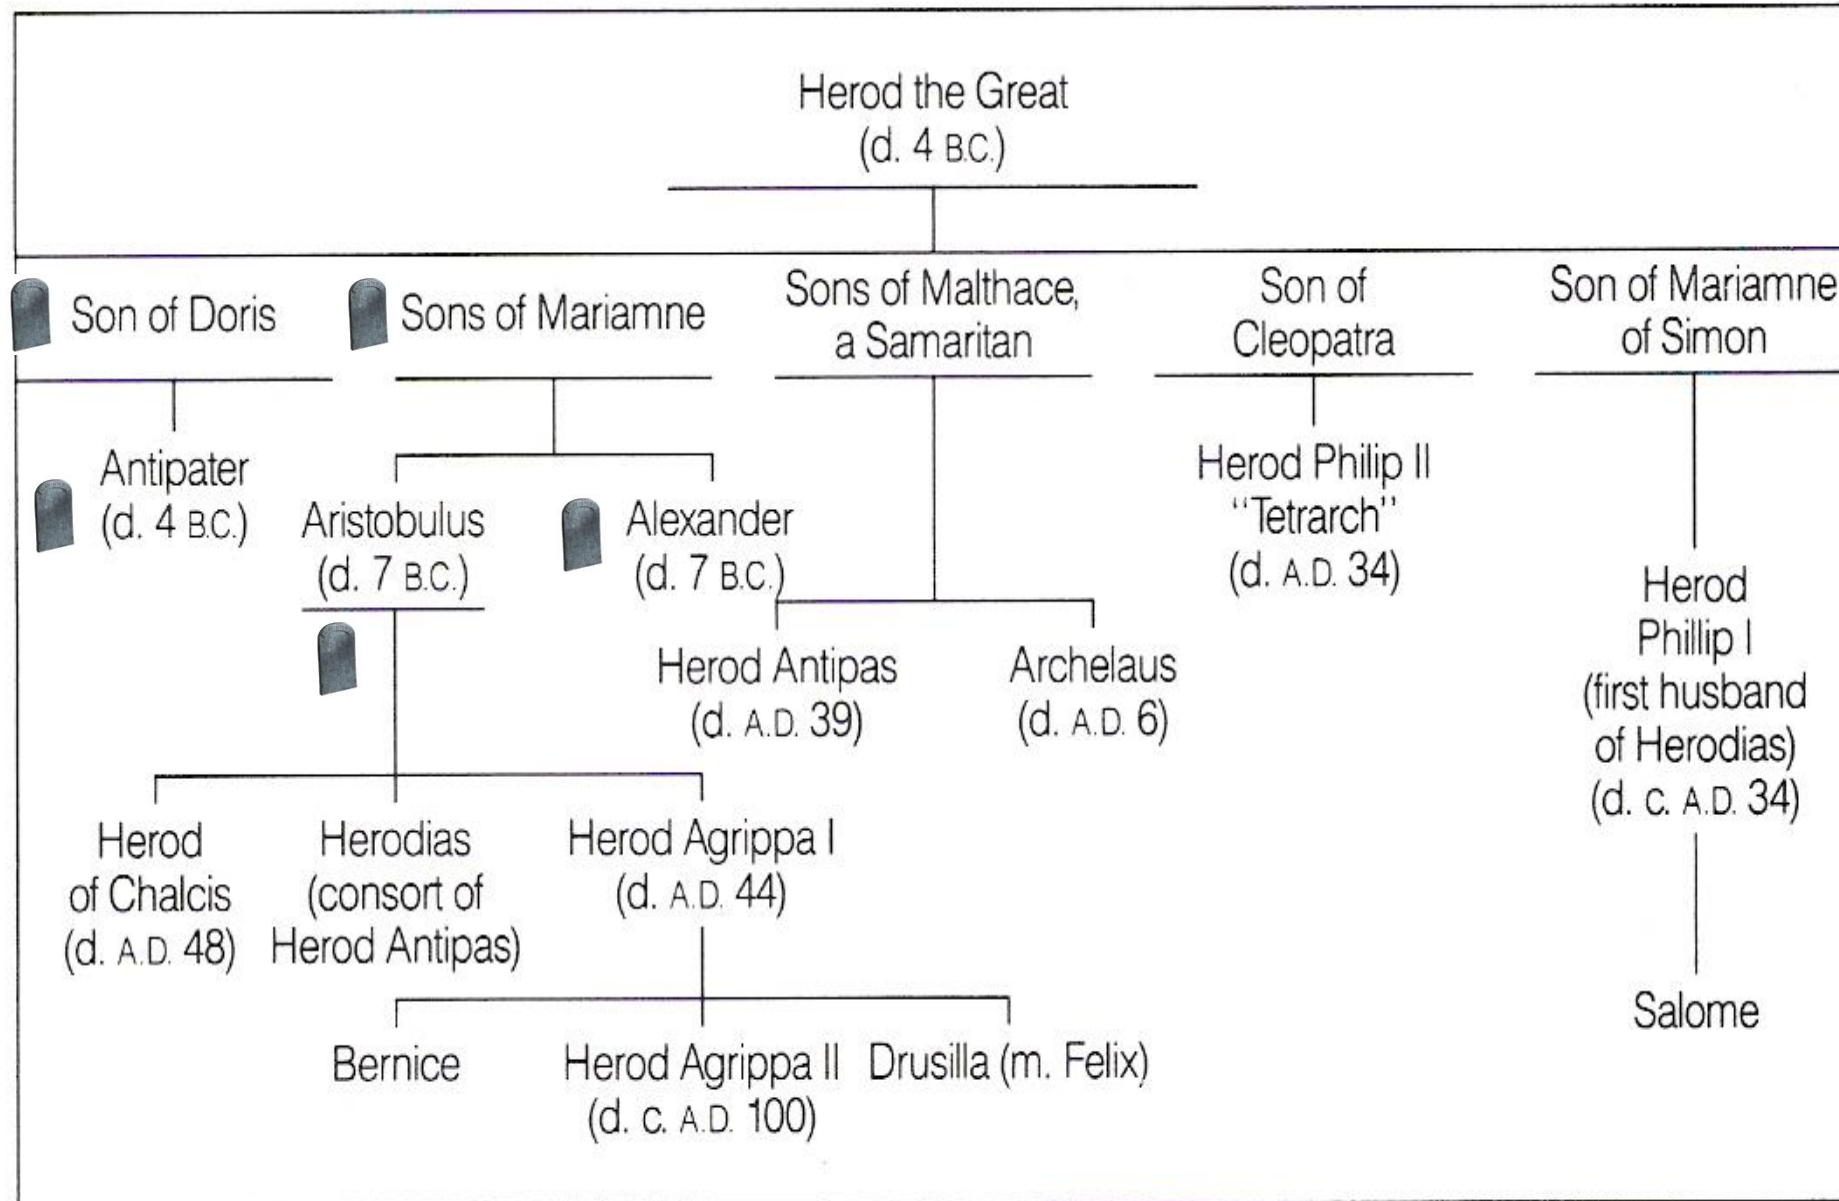 Herod the Great
(d. 4 B.C.)
Son of Doris
Sons of Mariamne
Sons of Malthace,
a Samaritan
Son of
Cleopatra
Son of Mariamne
of Simon
Antipater
(d. 4 B.C.)
Aristobulus
(d. 7 B.C.)
Alexander
(d. 7 B.C.)
Herod Antipas
(d. A.D. 39)
Archelaus
(d. A.D. 6)
Herod Philip II
“Tetrarch”
(d. A.D. 34)
Herod
Phillip I
(first husband
of Herodias)
(d. c. A.D. 34)
Herod
of Chalcis
(d. A.D. 48)
Herodias
(consort of
Herod Antipas)
Herod Agrippa I
(d. A.D. 44)
Bernice
Herod Agrippa II
(d. c. A.D. 100)
Drusilla (m. Felix)
Salome